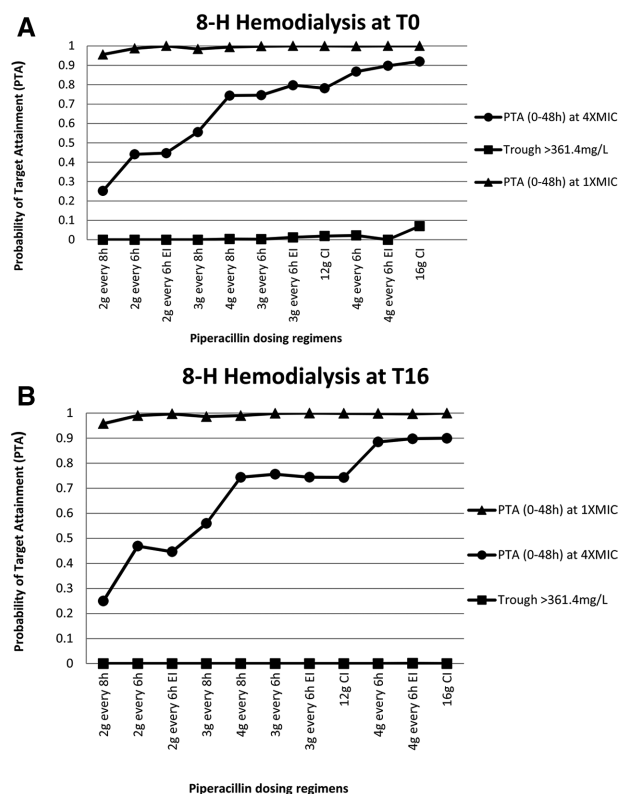 A
8-H Hemodialysis at T0
Probability of Target Attainment (PTA)
1
0.9
0.8
0.7
0.6
0.5
0.4
0.3
0.2
0.1
0
2g every 8h
2g every 6h
2g every 6h EI
3g every 8h
4g every 8h
3g every 6h
3g every 6h EI
12g CI
4g every 6h
4g every 6h EI
16g CI
Piperacillin dosing regimens
PTA (0-48h) at 4XMIC
Trough >361.4mg/L
PTA (0-48h) at 1XMIC
B
8-H Hemodialysis at T16
Probability of Target Attainment (PTA)
1
0.9
0.8
0.7
0.6
0.5
0.4
0.3
0.2
0.1
0
2g every 8h
2g every 6h
2g every 6h EI
3g every 8h
4g every 8h
3g every 6h
3g every 6h EI
12g CI
4g every 6h
4g every 6h EI
16g CI
Piperacillin dosing regimens
PTA (0-48h) at 1XMIC
PTA (0-48h) at 4XMIC
Trough >361.4mg/L